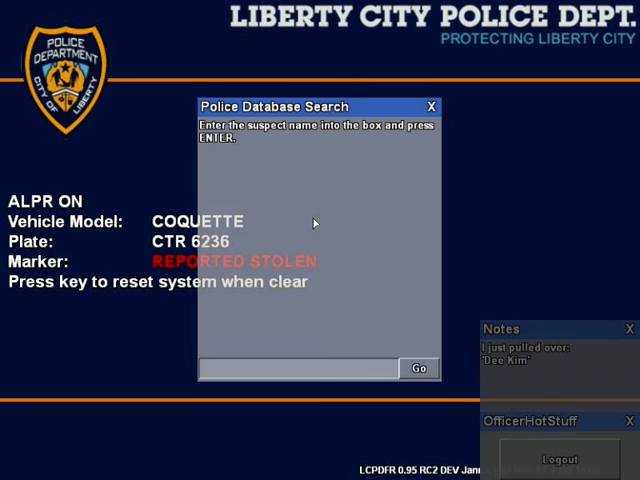 LIBERTY CITY POLICE DEPT.
PROTECTING LIBERTY CITY
POLICE
DEPARTMENT
CITY OF LIBERTY
Police Database Search X
Enter the suspect name into the box and press
ENTER.
ALPR ON
Vehicle Model: COQUETTE
Plate: CTR 6236
Marker: REPORTED STOLEN
Press key to reset system when clear
Go
Notes X
I just pulled over:
'Dee Kim'
OfficerHotStuff X
Logout
LCPDFR 0.95 RC2 DEV